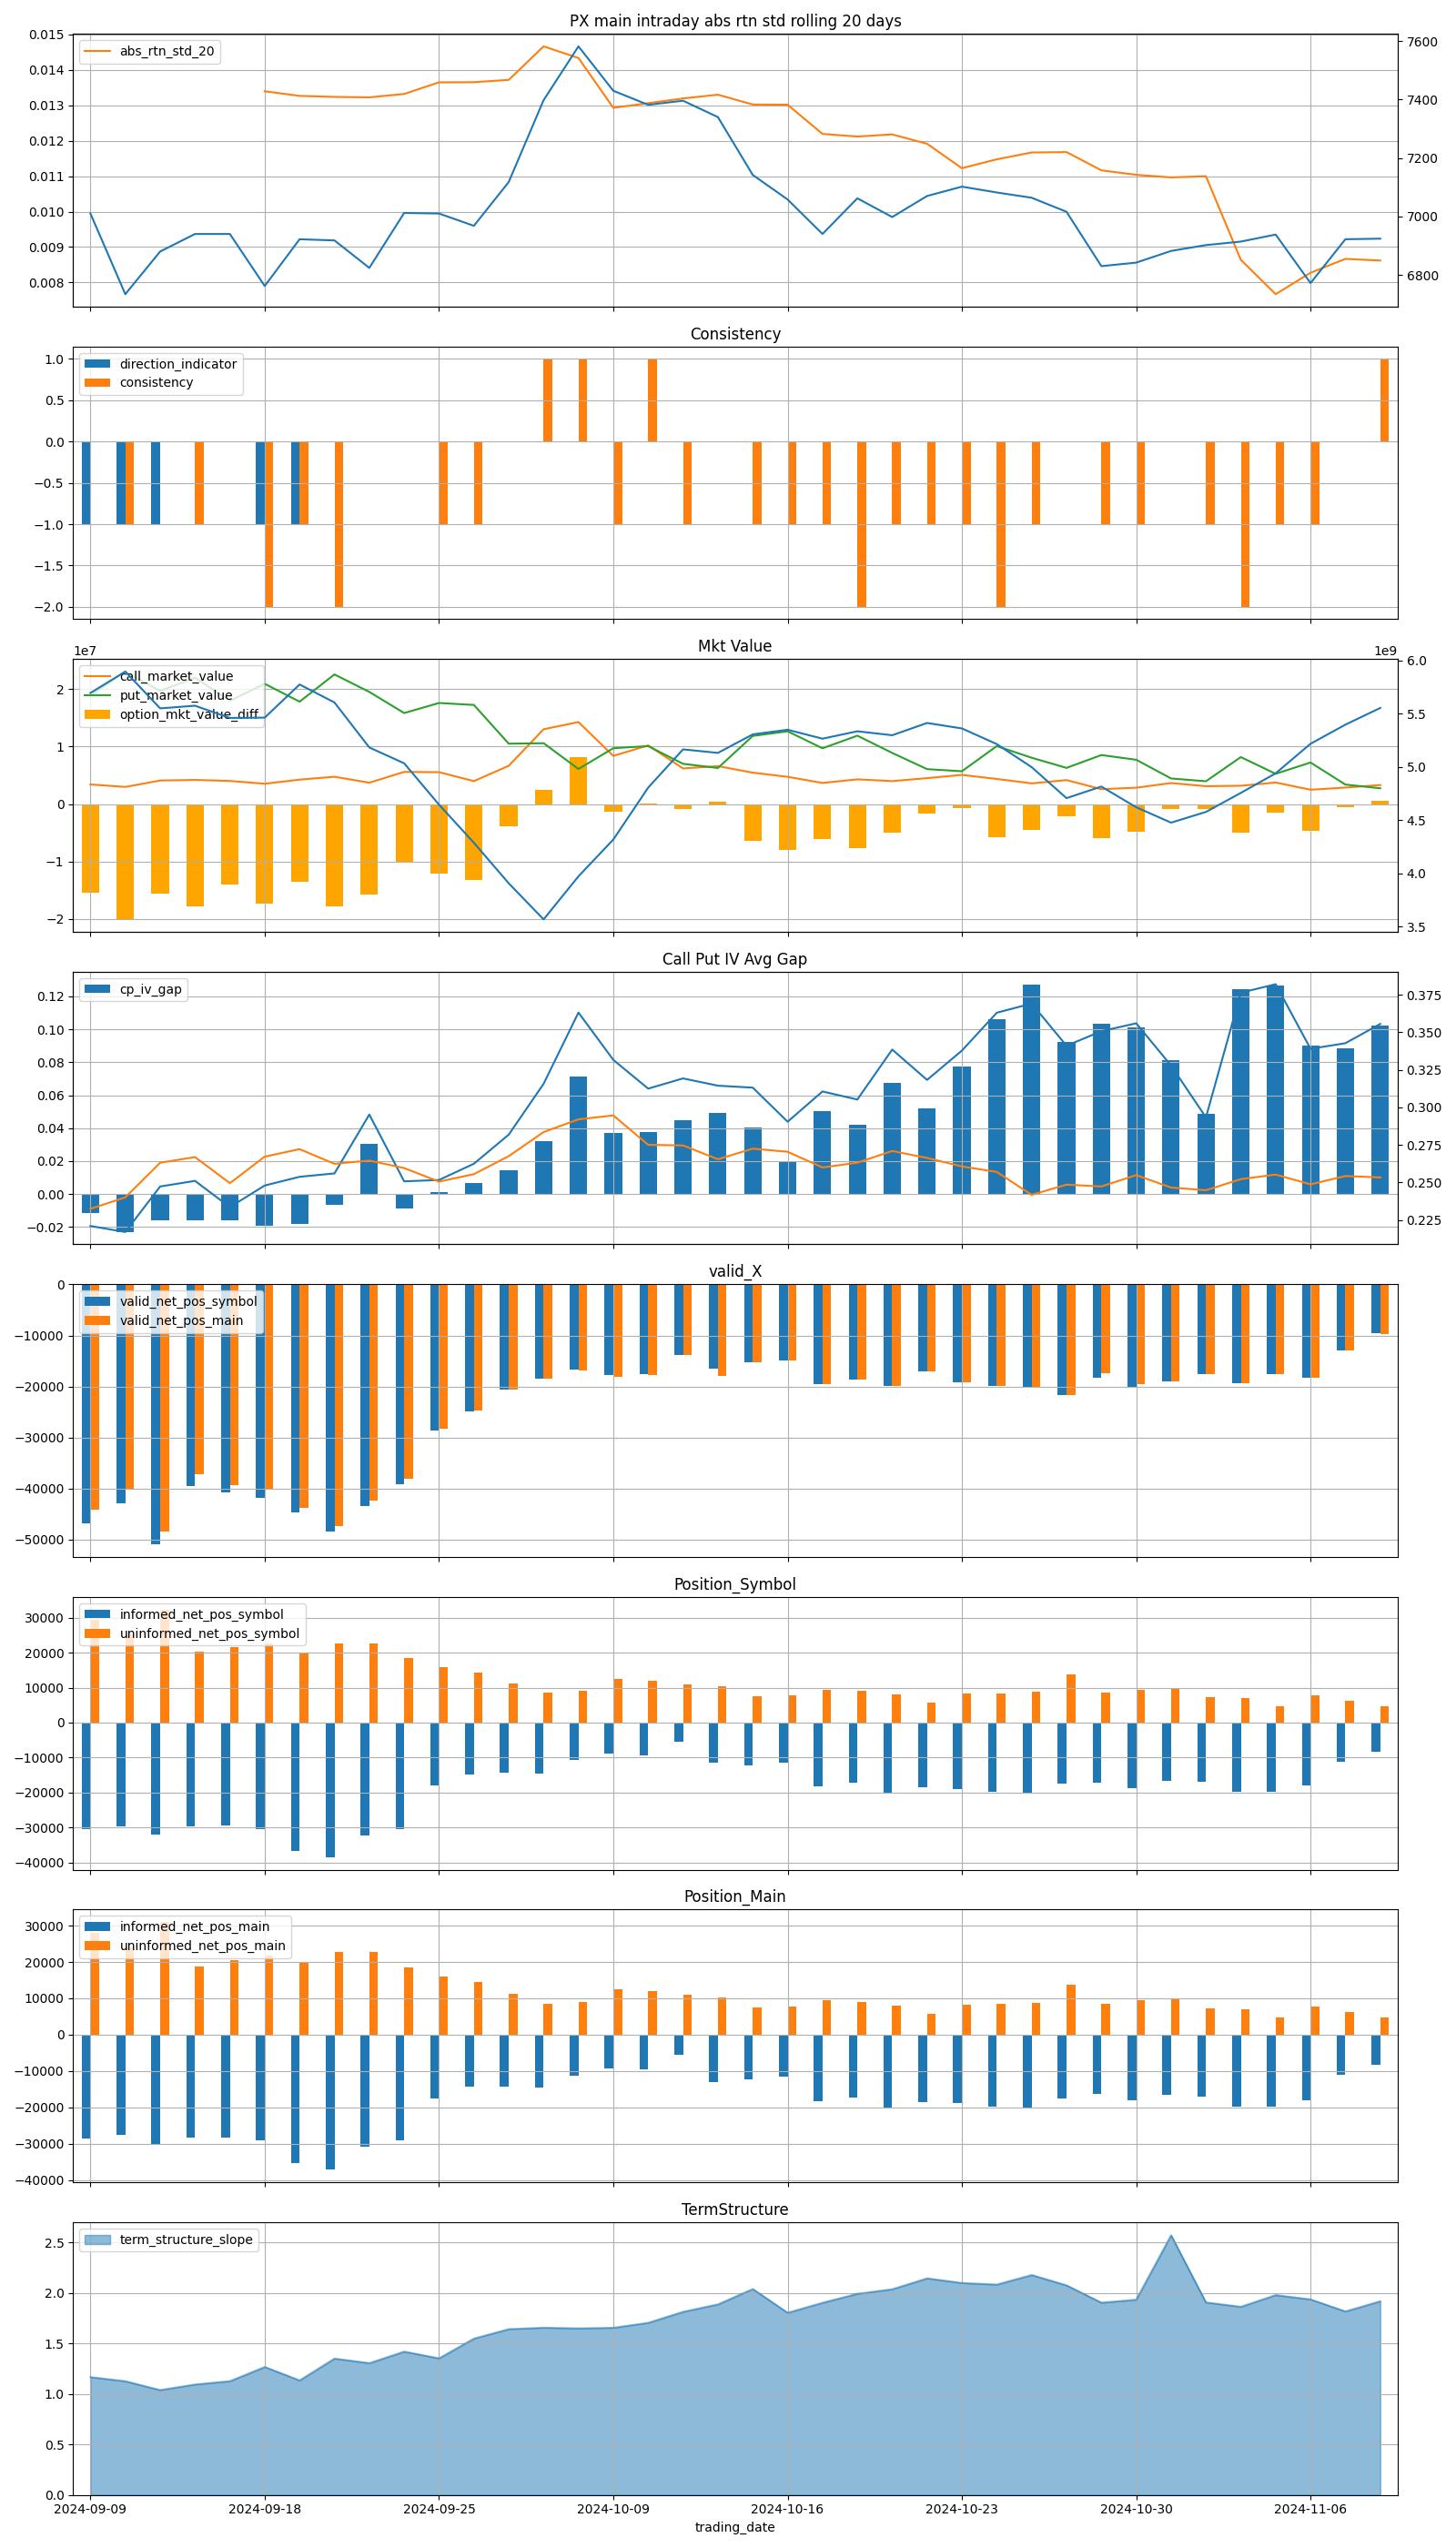 PX main intraday abs rtn std rolling 20 days
abs_rtn_std_20
0.015
0.014
0.013
0.012
0.011
0.010
0.009
0.008
7600
7400
7200
7000
6800
Consistency
direction_indicator
consistency
1.0
0.5
0.0
−0.5
−1.0
−1.5
−2.0
Mkt Value
1e7
1e9
call_market_value
put_market_value
option_mkt_value_diff
2
1
0
−1
−2
6.0
5.5
5.0
4.5
4.0
3.5
Call Put IV Avg Gap
cp_iv_gap
0.12
0.10
0.08
0.06
0.04
0.02
0.00
−0.02
0.375
0.350
0.325
0.300
0.275
0.250
0.225
valid_X
valid_net_pos_symbol
valid_net_pos_main
0
−10000
−20000
−30000
−40000
−50000
Position_Symbol
informed_net_pos_symbol
uninformed_net_pos_symbol
30000
20000
10000
0
−10000
−20000
−30000
−40000
Position_Main
informed_net_pos_main
uninformed_net_pos_main
30000
20000
10000
0
−10000
−20000
−30000
−40000
TermStructure
term_structure_slope
2.5
2.0
1.5
1.0
0.5
0.0
2024-09-09 2024-09-18 2024-09-25 2024-10-09 2024-10-16 2024-10-23 2024-10-30 2024-11-06
trading_date